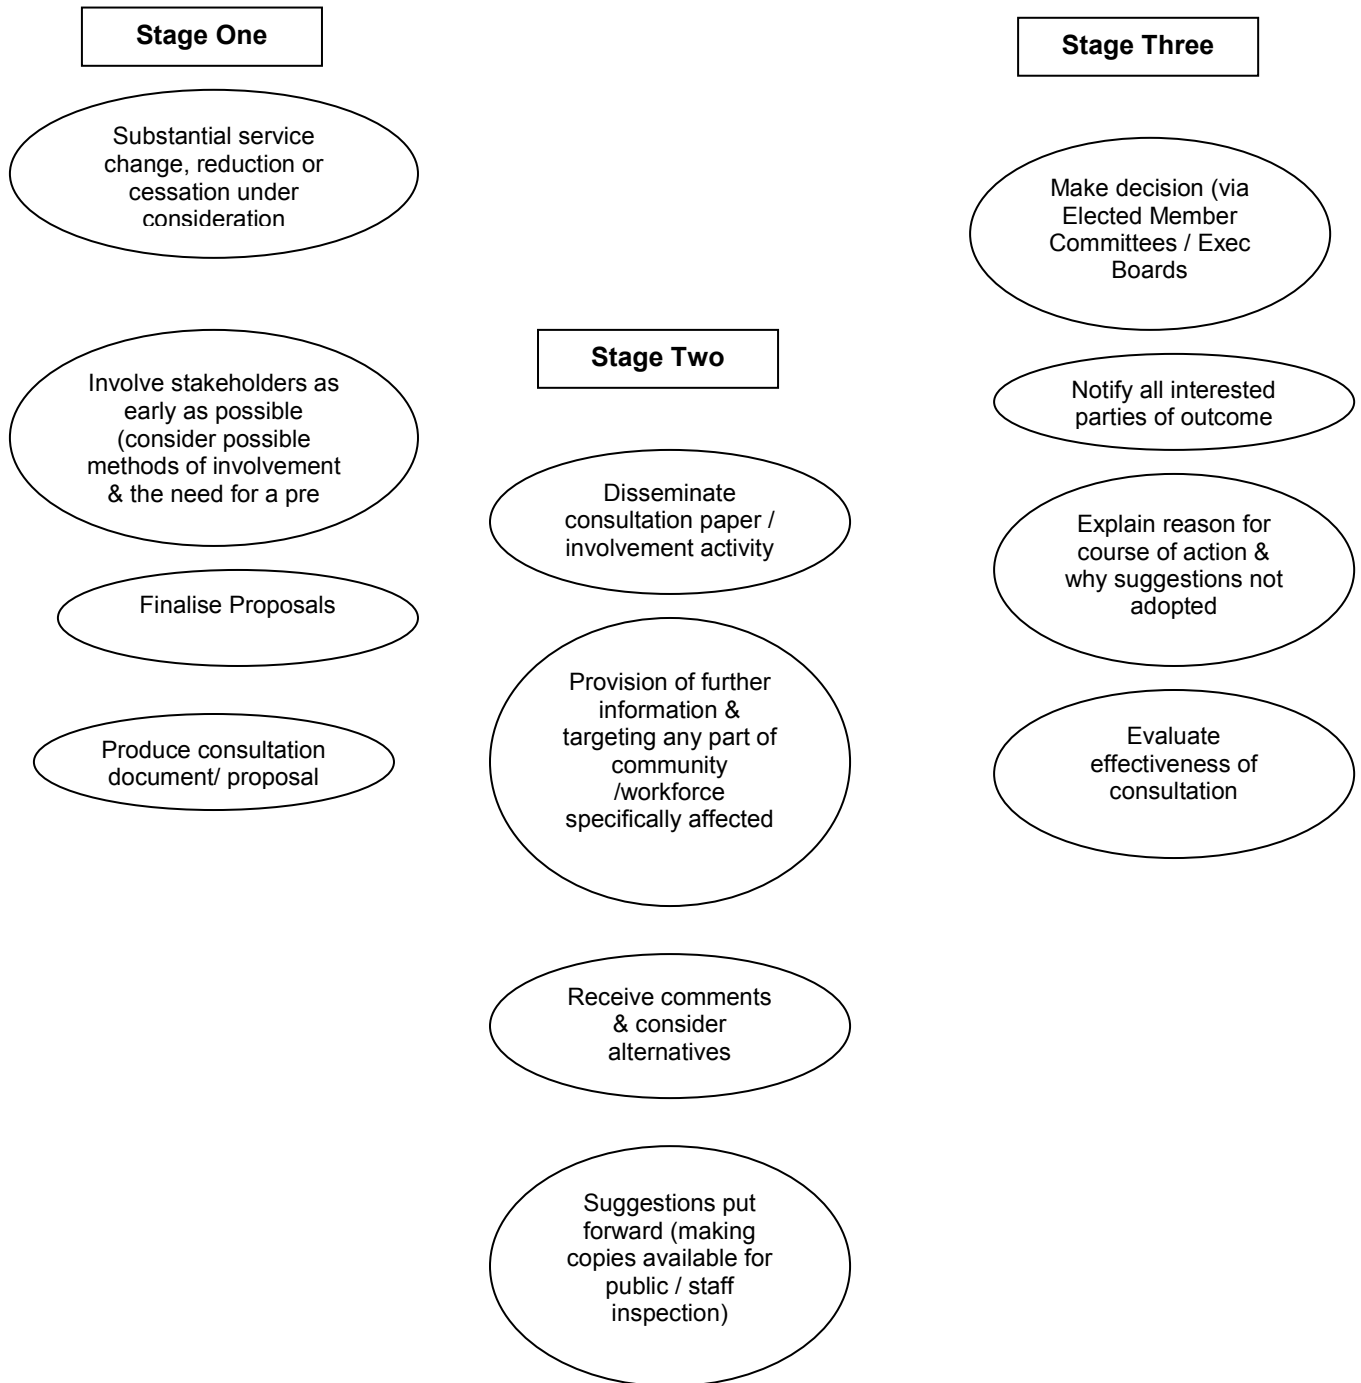 Stage One
Substantial service
change, reduction or
cessation under
consideration
Involve stakeholders as
early as possible
(consider possible
methods of involvement
& the need for a pre
Finalise Proposals
Produce consultation
document/ proposal
Stage Two
Disseminate
consultation paper /
involvement activity
Provision of further
information &
targeting any part of
community
/workforce
specifically affected
Receive comments
& consider
alternatives
Suggestions put
forward (making
copies available for
public / staff
inspection)
Stage Three
Make decision (via
Elected Member
Committees / Exec
Boards
Notify all interested
parties of outcome
Explain reason for
course of action &
why suggestions not
adopted
Evaluate
effectiveness of
consultation